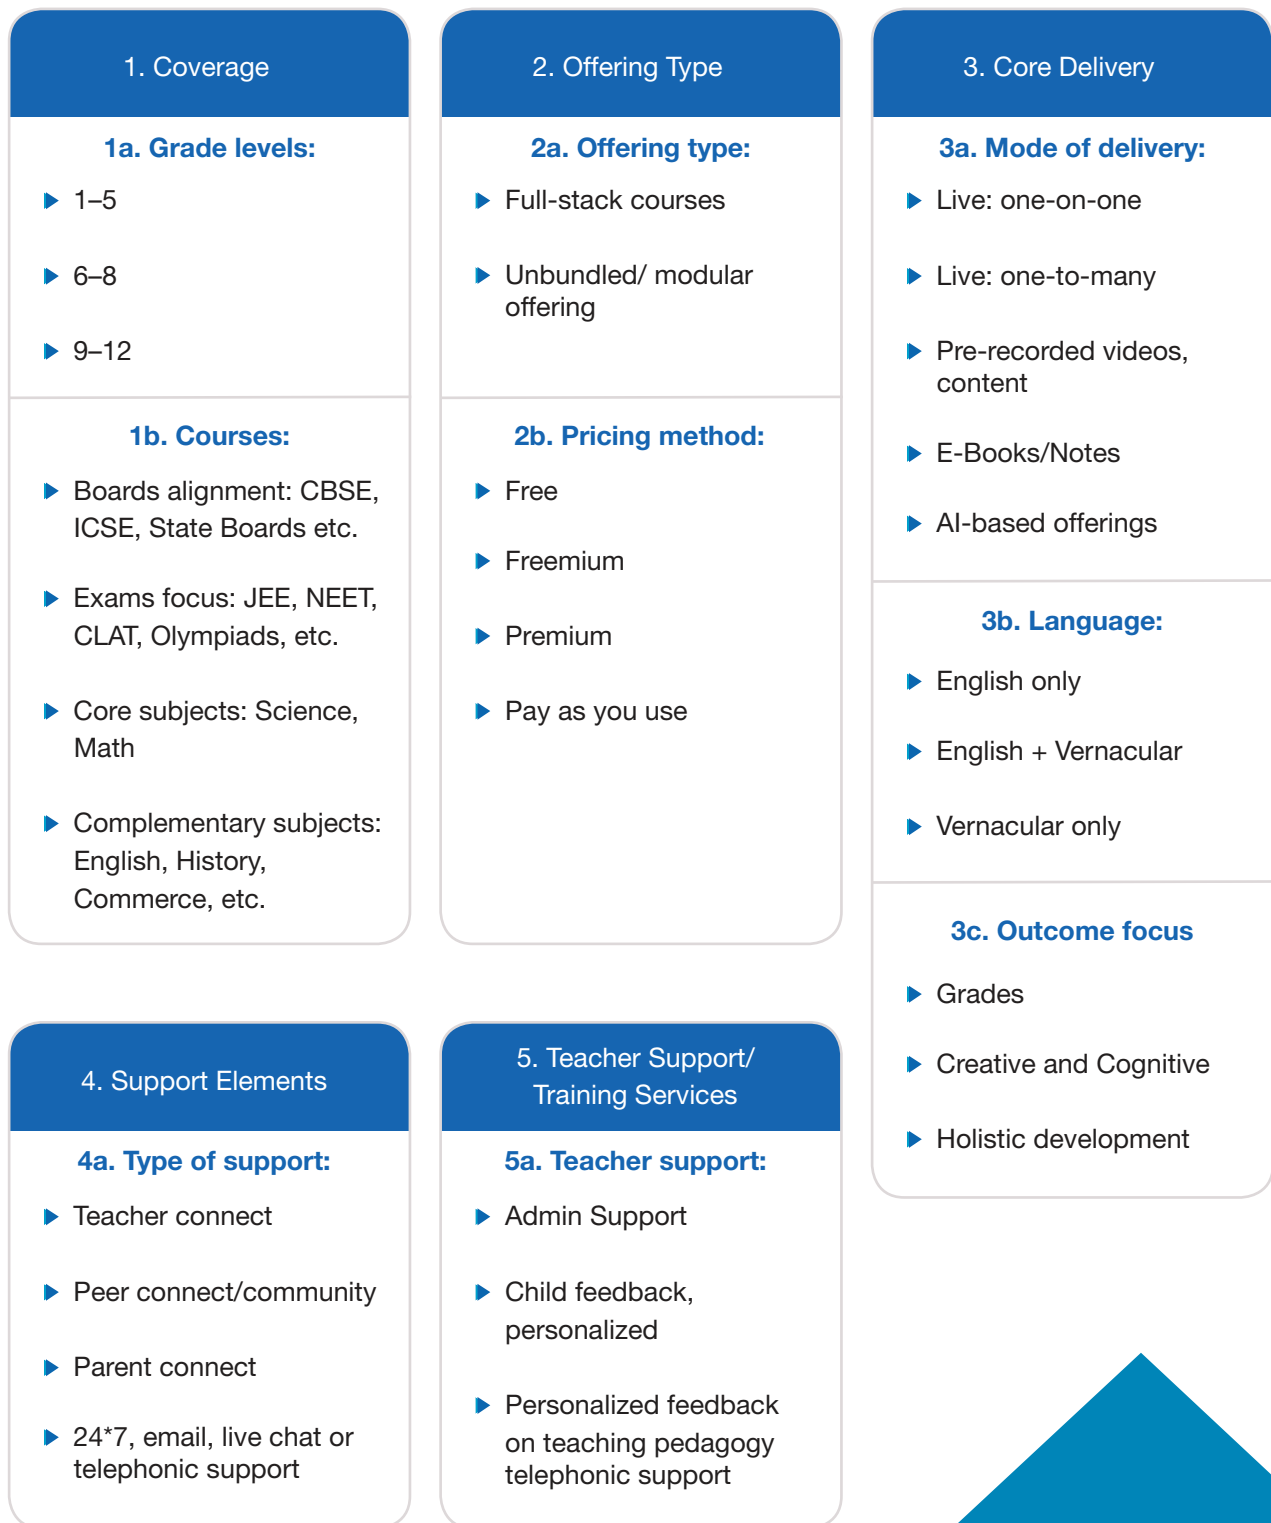 1. Coverage
1a. Grade levels:
1–5
6–8
9–12
1b. Courses:
Boards alignment: CBSE,
ICSE, State Boards etc.
Exams focus: JEE, NEET,
CLAT, Olympiads, etc.
Core subjects: Science,
Math
Complementary subjects:
English, History,
Commerce, etc.
2. Offering Type
2a. Offering type:
Full-stack courses
Unbundled/ modular
offering
2b. Pricing method:
Free
Freemium
Premium
Pay as you use
3. Core Delivery
3a. Mode of delivery:
Live: one-on-one
Live: one-to-many
Pre-recorded videos,
content
E-Books/Notes
AI-based offerings
3b. Language:
English only
English + Vernacular
Vernacular only
3c. Outcome focus
Grades
Creative and Cognitive
Holistic development
4. Support Elements
4a. Type of support:
Teacher connect
Peer connect/community
Parent connect
24*7, email, live chat or
telephonic support
5. Teacher Support/
Training Services
5a. Teacher support:
Admin Support
Child feedback,
personalized
Personalized feedback
on teaching pedagogy
telephonic support